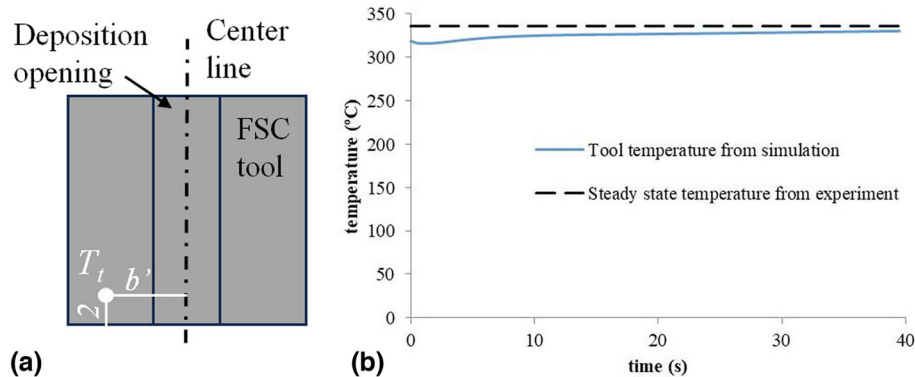 Deposition
opening
Center
line
FSC
tool
T_t
b’
2
(a)
350
300
250
200
150
100
50
0
temperature (°C)
Tool temperature from simulation
Steady state temperature from experiment
0 10 20 30 40
time (s)
(b)